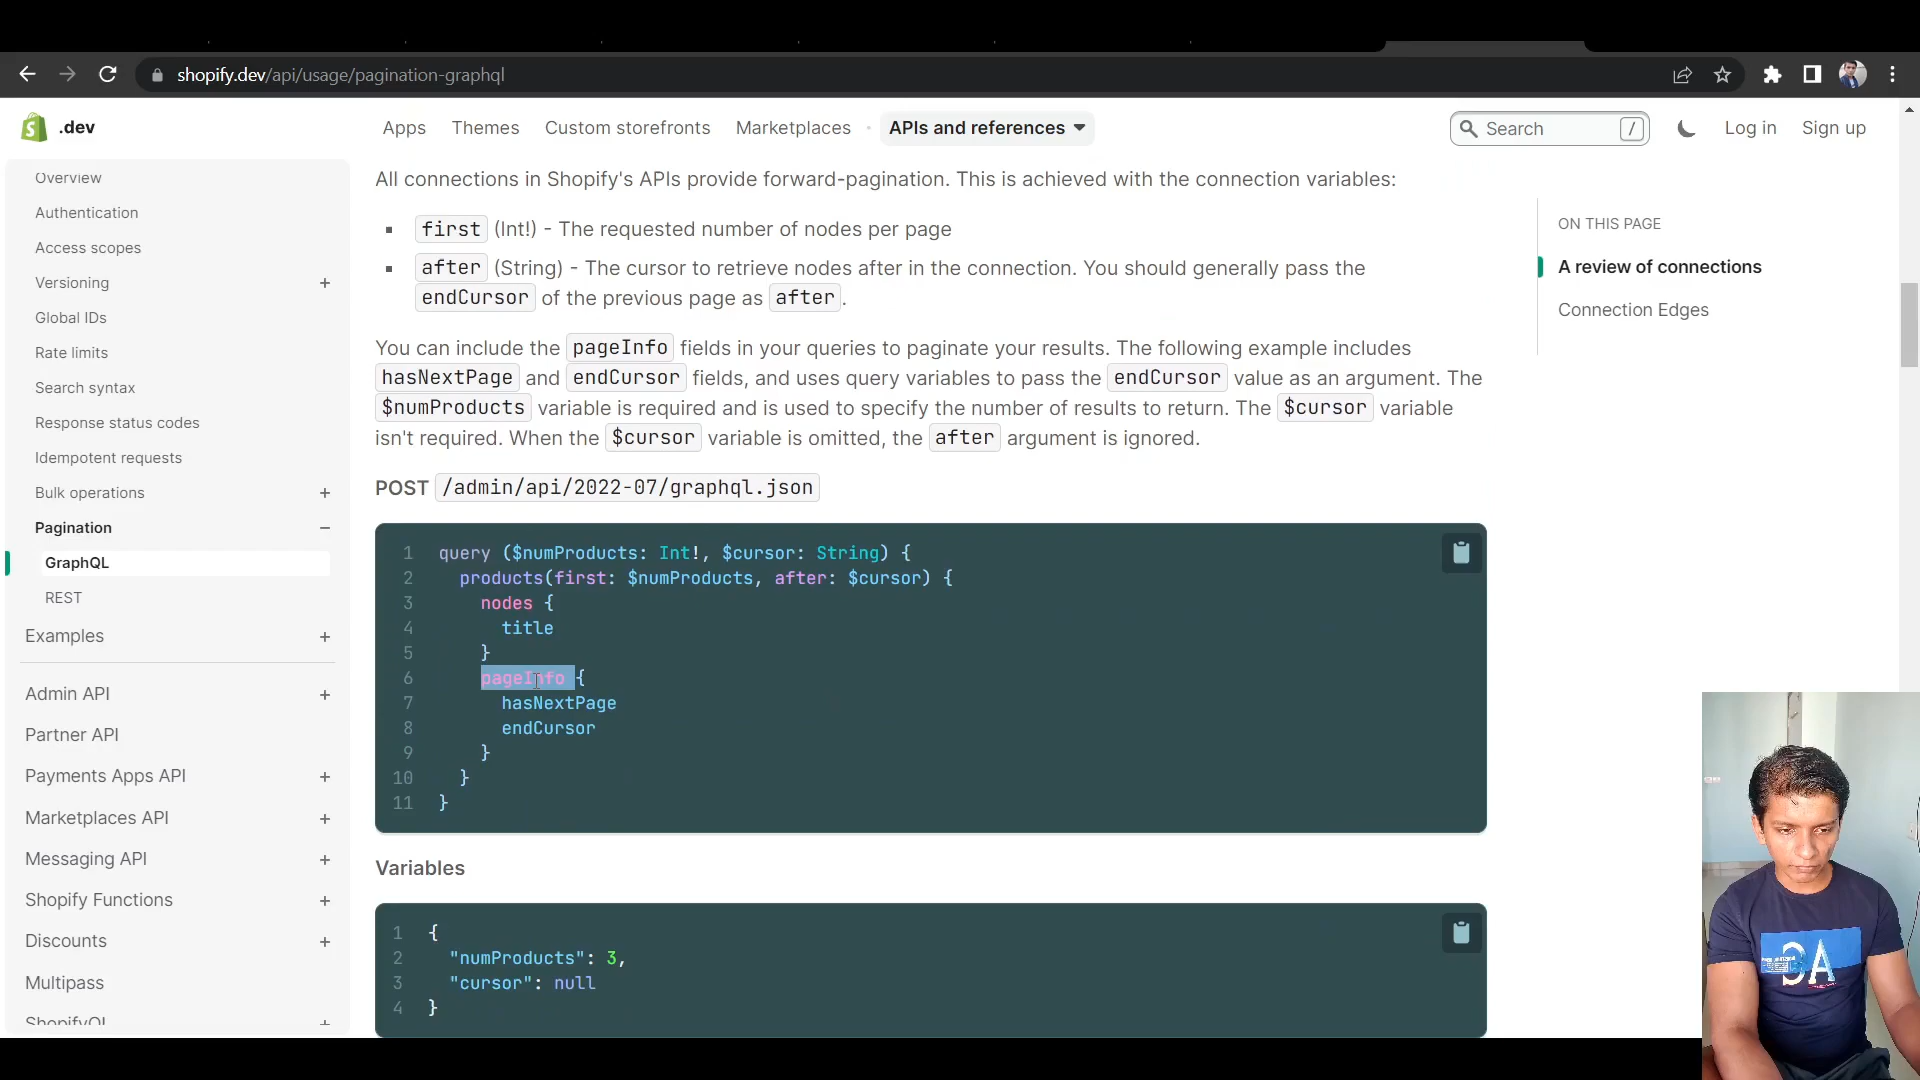 shopify.dev/api/usage/pagination-graphql
.dev
Apps
Themes
Custom storefronts
Marketplaces
APIs and references
Search
/
Log in
Sign up
Overview
Authentication
Access scopes
Versioning +
Global IDs
Rate limits
Search syntax
Response status codes
Idempotent requests
Bulk operations +
Pagination −
GraphQL
REST
Examples +
Admin API +
Partner API
Payments Apps API +
Marketplaces API +
Messaging API +
Shopify Functions +
Discounts +
Multipass
ShopifyQL +
All connections in Shopify's APIs provide forward-pagination. This is achieved with the connection variables:
▪ first (Int!) - The requested number of nodes per page
▪ after (String) - The cursor to retrieve nodes after in the connection. You should generally pass the
endCursor of the previous page as after.
You can include the pageInfo fields in your queries to paginate your results. The following example includes
hasNextPage and endCursor fields, and uses query variables to pass the endCursor value as an argument. The
$numProducts variable is required and is used to specify the number of results to return. The $cursor variable
isn't required. When the $cursor variable is omitted, the after argument is ignored.
POST /admin/api/2022-07/graphql.json
1 query ($numProducts: Int!, $cursor: String) {
2 products(first: $numProducts, after: $cursor) {
3 nodes {
4 title
5 }
6 pageInfo {
7 hasNextPage
8 endCursor
9 }
10 }
11 }
Variables
1 {
2 "numProducts": 3,
3 "cursor": null
4 }
ON THIS PAGE
A review of connections
Connection Edges